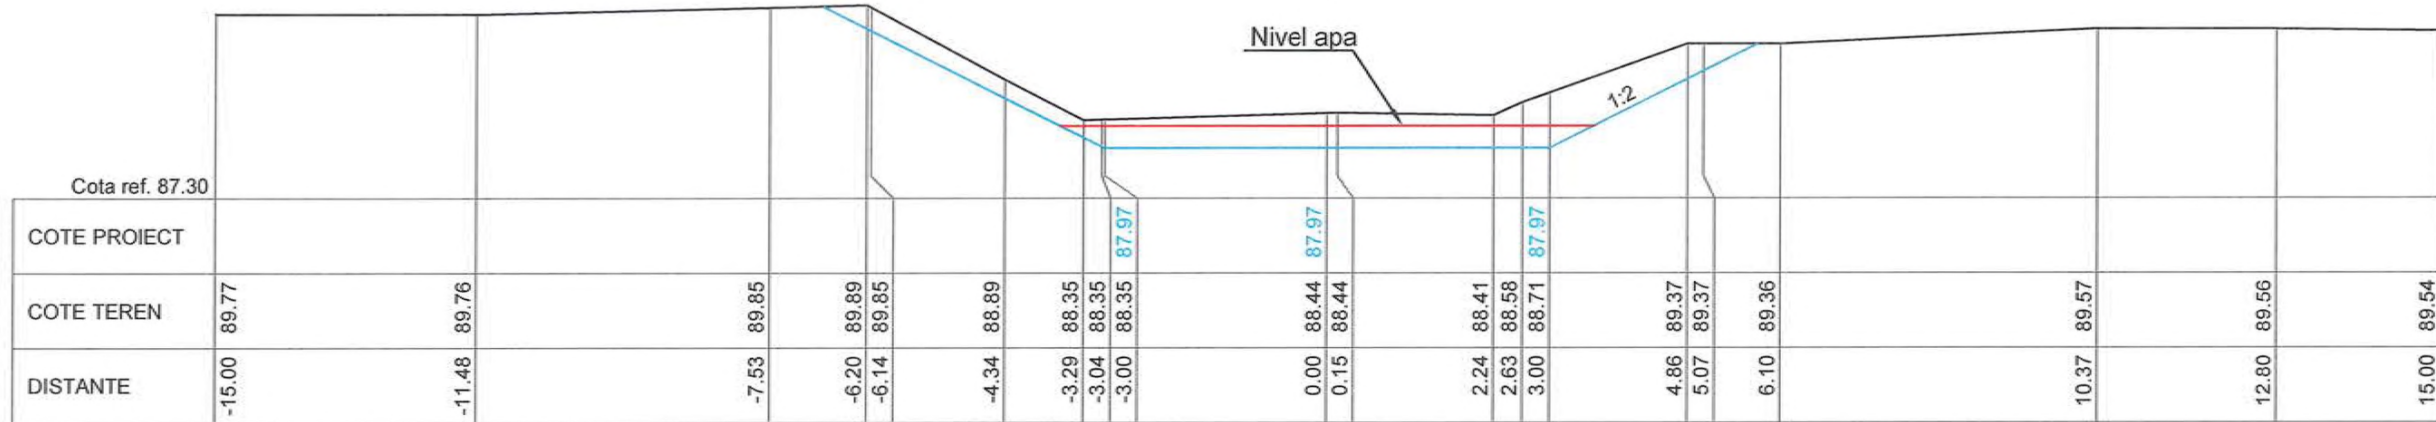 Nivel apa
1:2
Cota ref. 87.30
COTE PROIECT
87.97 87.97 87.97
COTE TEREN
89.77 89.76 89.85 89.89 89.85 88.89 88.35 88.35 88.35 88.44 88.44 88.41 88.58 88.71 89.37 89.37 89.36 89.57 89.56 89.54
DISTANTE
-15.00 -11.48 -7.53 -6.20 -6.14 -4.34 -3.29 -3.04 -3.00 0.00 0.15 2.24 2.63 3.00 4.86 5.07 6.10 10.37 12.80 15.00